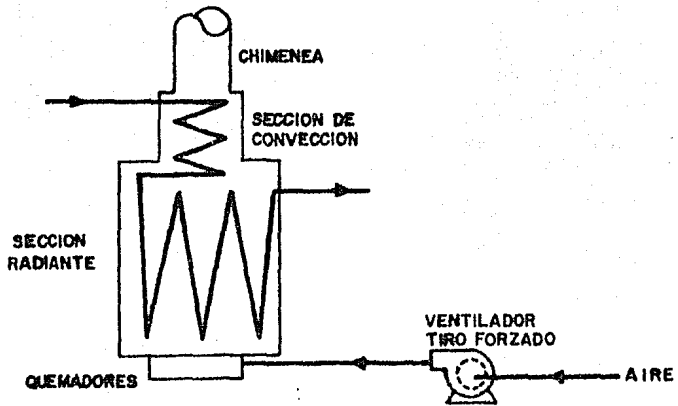 CHIMENEA
SECCION DE
CONVECCION
SECCION
RADIANTE
VENTILADOR
TIRO FORZADO
AIRE
QUEMADORES